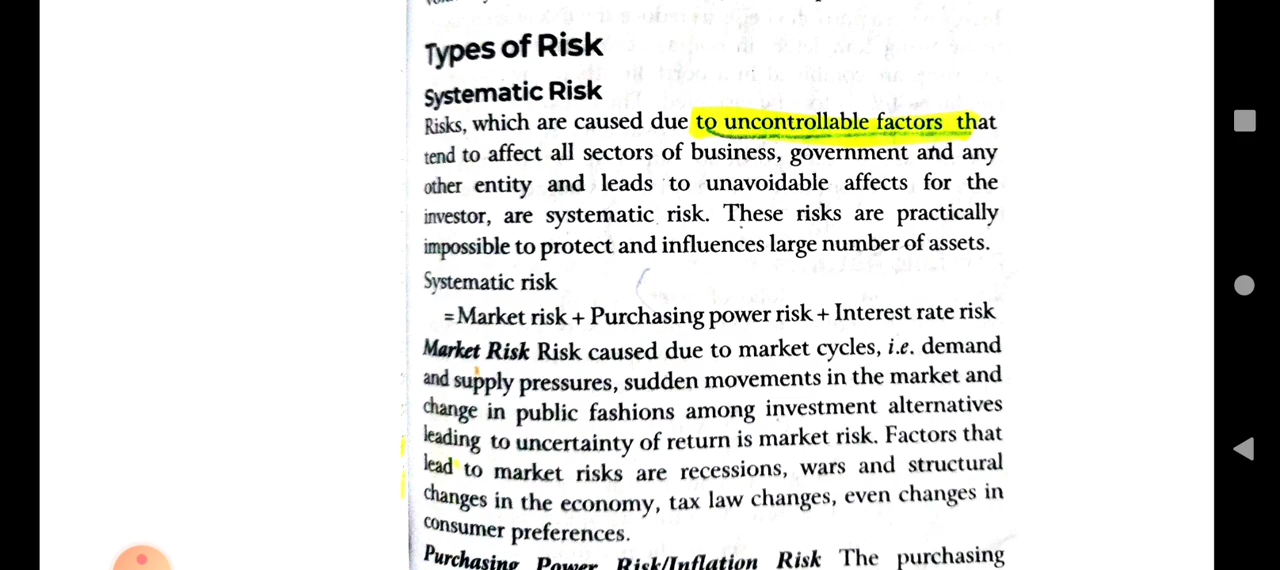 Types of Risk
Systematic Risk
Risks, which are caused due to uncontrollable factors that
tend to affect all sectors of business, government and any
other entity and leads to unavoidable affects for the
investor, are systematic risk. These risks are practically
impossible to protect and influences large number of assets.
Systematic risk
= Market risk + Purchasing power risk + Interest rate risk
Market Risk Risk caused due to market cycles, i.e. demand
and supply pressures, sudden movements in the market and
change in public fashions among investment alternatives
leading to uncertainty of return is market risk. Factors that
lead to market risks are recessions, wars and structural
changes in the economy, tax law changes, even changes in
consumer preferences.
Purchasing Power Risk/Inflation Risk The purchasing